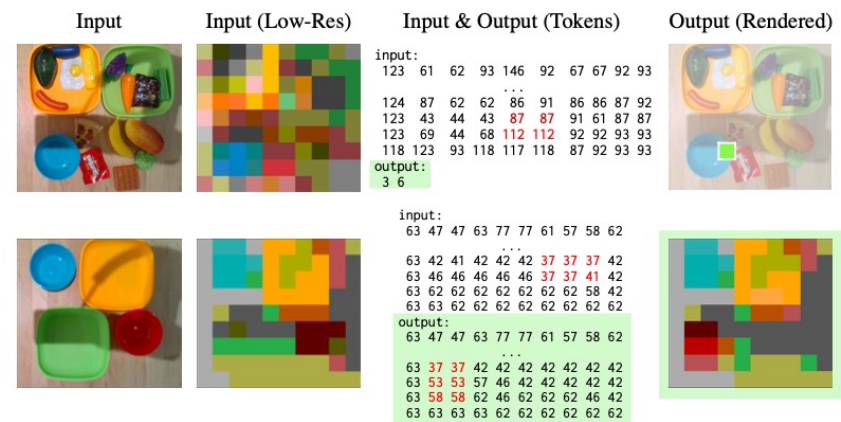 Input Input (Low-Res) Input & Output (Tokens) Output (Rendered)
input:
123 61 62 93 146 92 67 67 92 93
...
124 87 62 62 86 91 86 86 87 92
123 43 44 43 87 87 91 61 87 87
123 69 44 68 112 112 92 92 93 93
118 123 93 118 117 118 87 92 93 93
output:
3 6
input:
63 47 47 63 77 77 61 57 58 62
...
63 42 41 42 42 42 37 37 37 42
63 46 46 46 46 46 37 37 41 42
63 62 62 62 62 62 62 62 58 42
63 63 62 62 62 62 62 62 62 62
output:
63 47 47 63 77 77 61 57 58 62
...
63 37 37 42 42 42 42 42 42 42
63 53 53 57 46 42 42 42 42 42
63 58 58 62 46 62 62 62 46 42
63 63 63 63 62 62 62 62 62 62